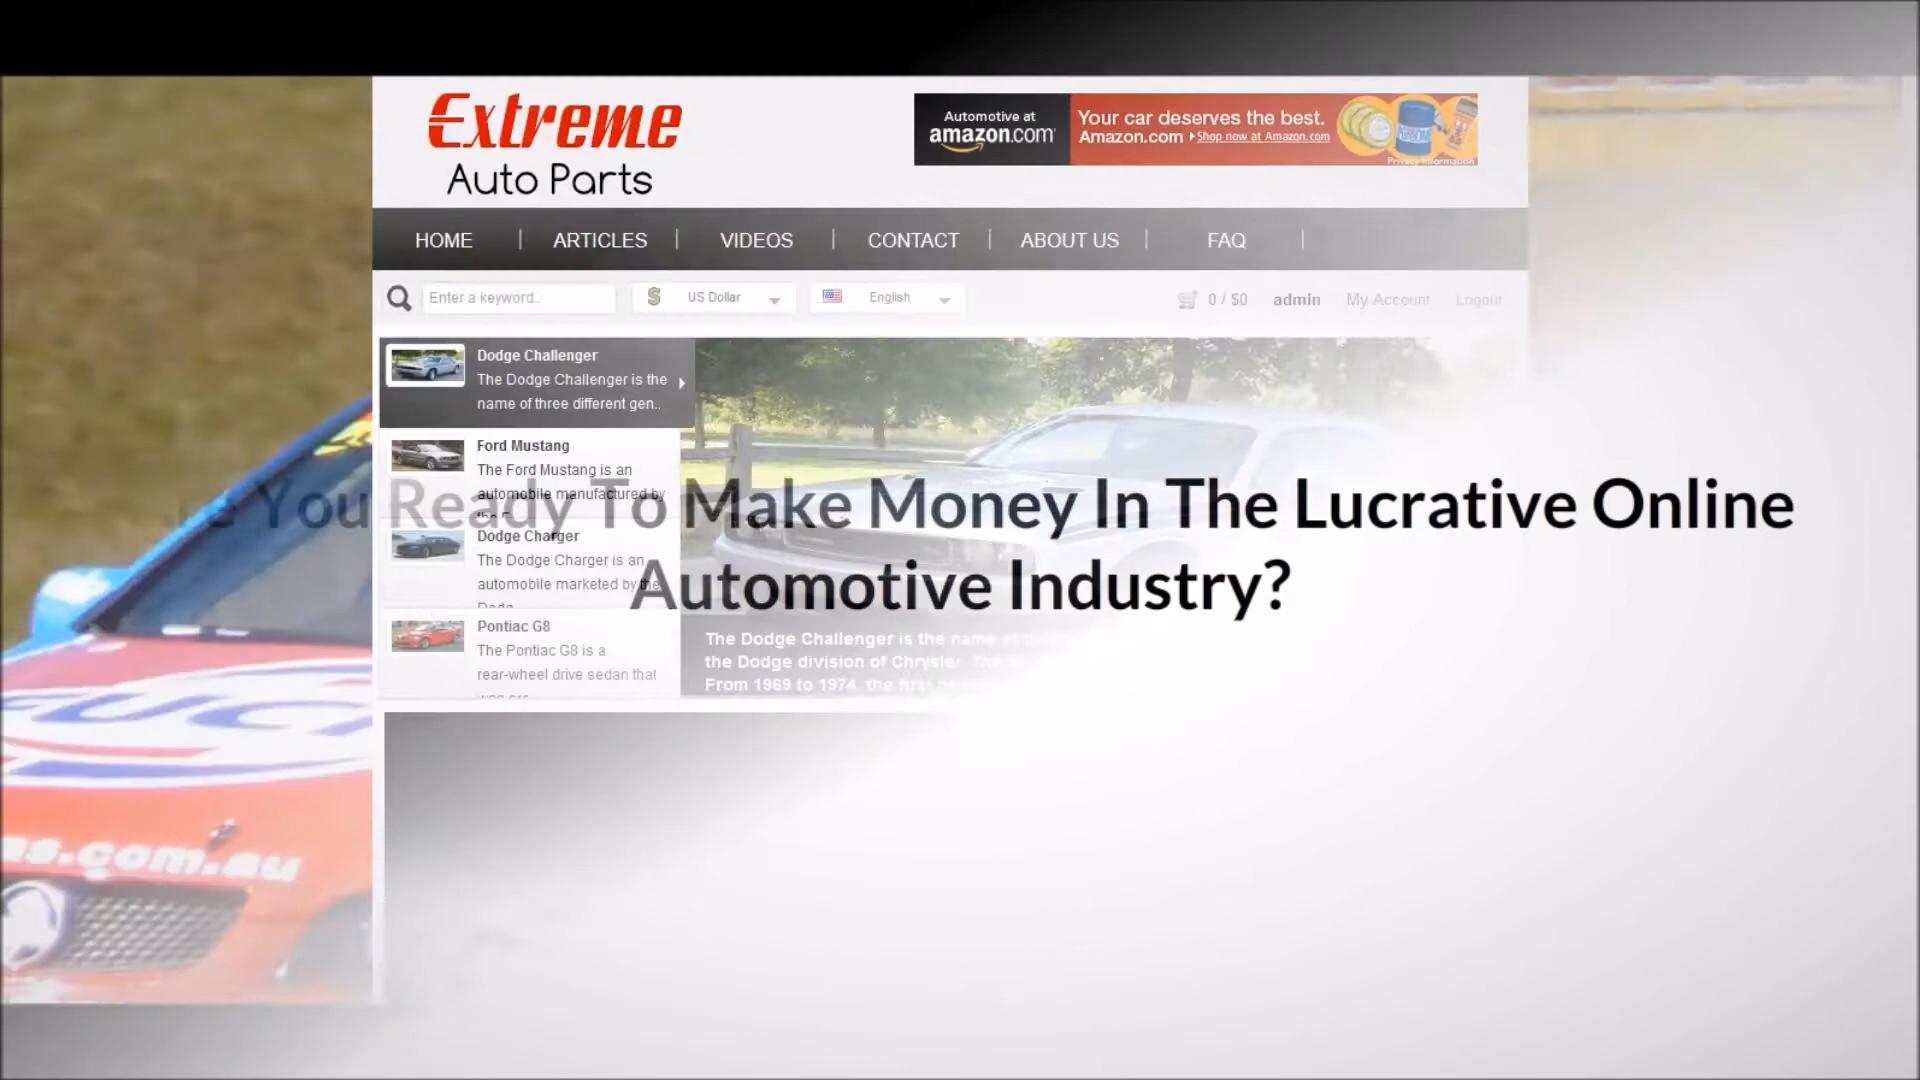 Extreme
Auto Parts
Automotive at
amazon.com
Your car deserves the best.
Amazon.com Shop now at Amazon.com
Privacy Information
HOME
ARTICLES
VIDEOS
CONTACT
ABOUT US
FAQ
Enter a keyword..
US Dollar
English
0 / $0
admin
My Account
Logout
Dodge Challenger
The Dodge Challenger is the
name of three different gen..
Ford Mustang
The Ford Mustang is an
automobile manufactured by
You Ready To Make Money In The Lucrative Online
Automotive Industry?
Dodge Charger
The Dodge Charger is an
automobile marketed by the
Pontiac G8
The Pontiac G8 is a
rear-wheel drive sedan that
The Dodge Challenger is the name
the Dodge division of Chrysler.
From 1969 to 1974, the first
.com.au